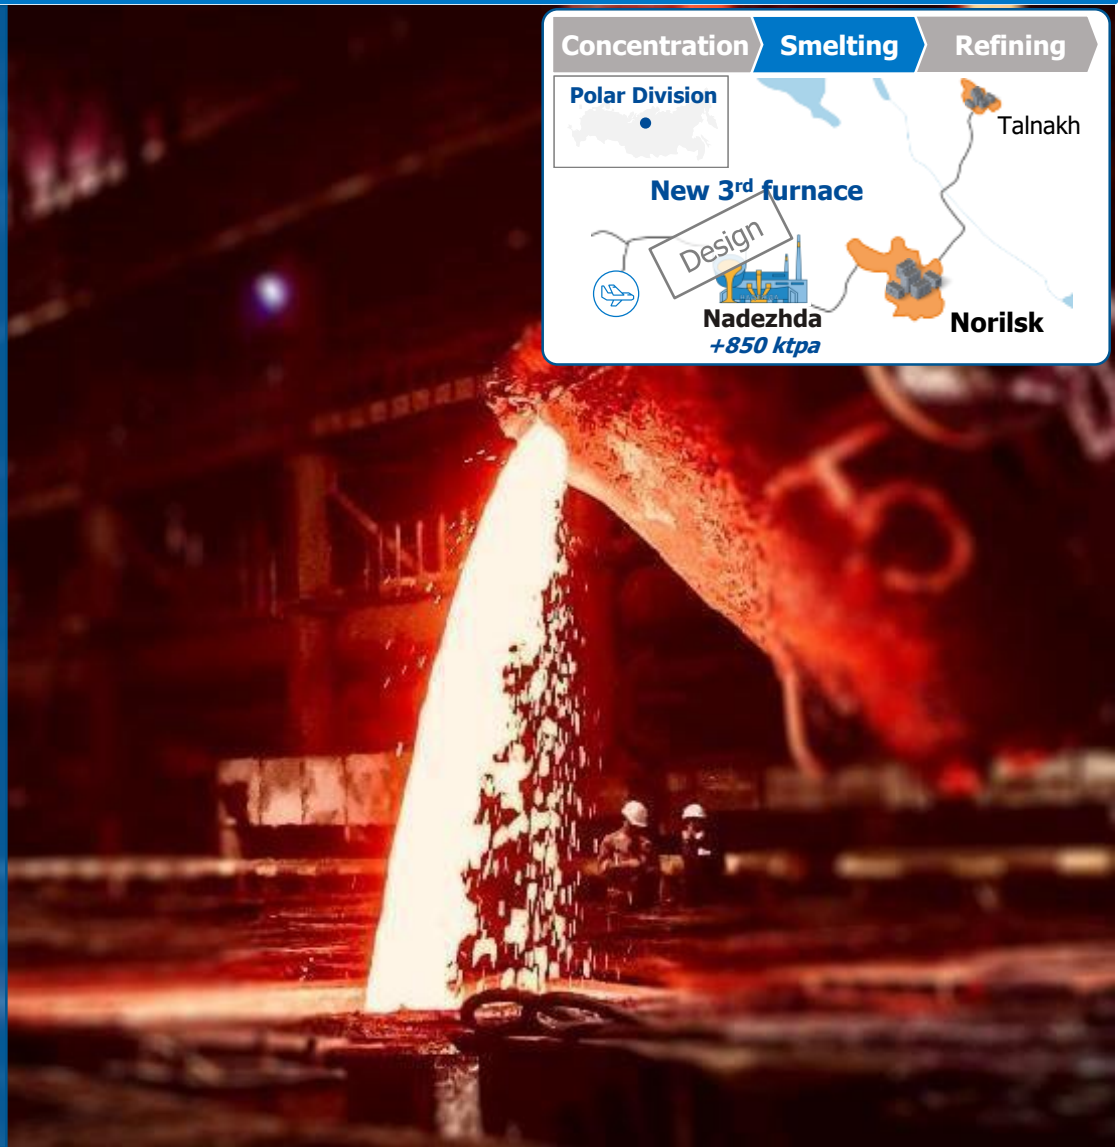 Concentration Smelting Refining
Polar Division
Talnakh
New 3rd furnace
Design
Nadezhda
+850 ktpa
Norilsk